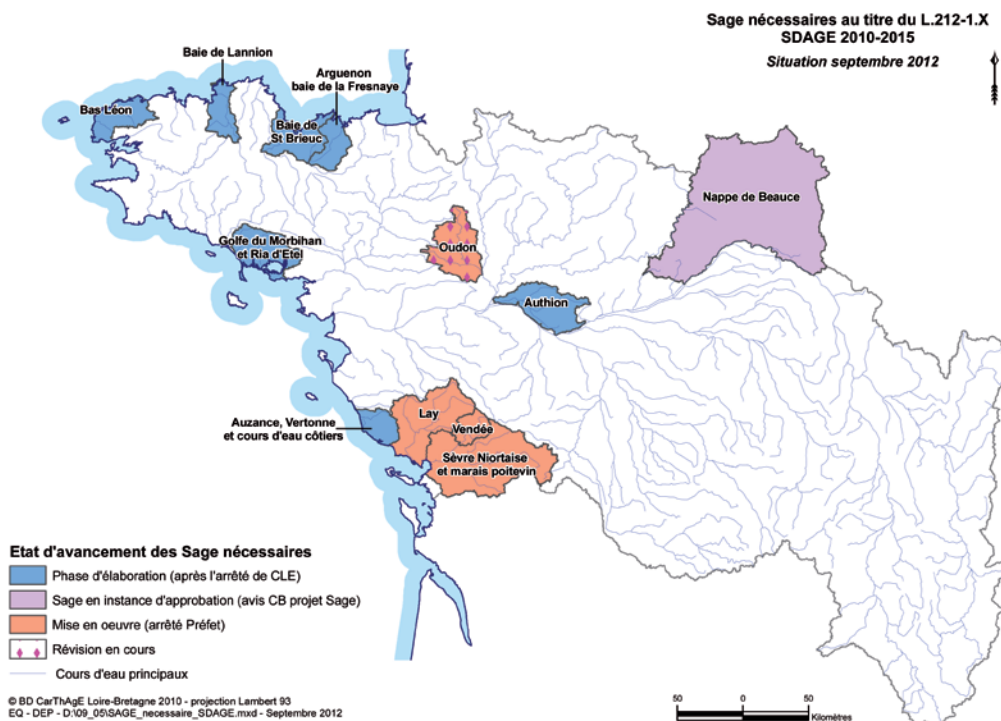 Sage nécessaires au titre du L.212-1.X
SDAGE 2010-2015
Situation septembre 2012
Baie de Lannion
Arguenon
baie de la Fresnaye
Bas Léon
Baie de
St Brieuc
Nappe de Beauce
Golfe du Morbihan
et Ria d'Etel
Oudon
Authion
Auzance, Vertonne
et cours d'eau côtiers
Lay
Vendée
Sèvre Niortaise
et marais poitevin
Etat d'avancement des Sage nécessaires
Phase d'élaboration (après l'arrêté de CLE)
Sage en instance d'approbation (avis CB projet Sage)
Mise en oeuvre (arrêté Préfet)
Révision en cours
Cours d'eau principaux
© BD CarThAgE Loire-Bretagne 2010 - projection Lambert 93
EQ - DEP - D:\09_05\SAGE_necessaire_SDAGE.mxd - Septembre 2012
50 0 50
Kilomètres